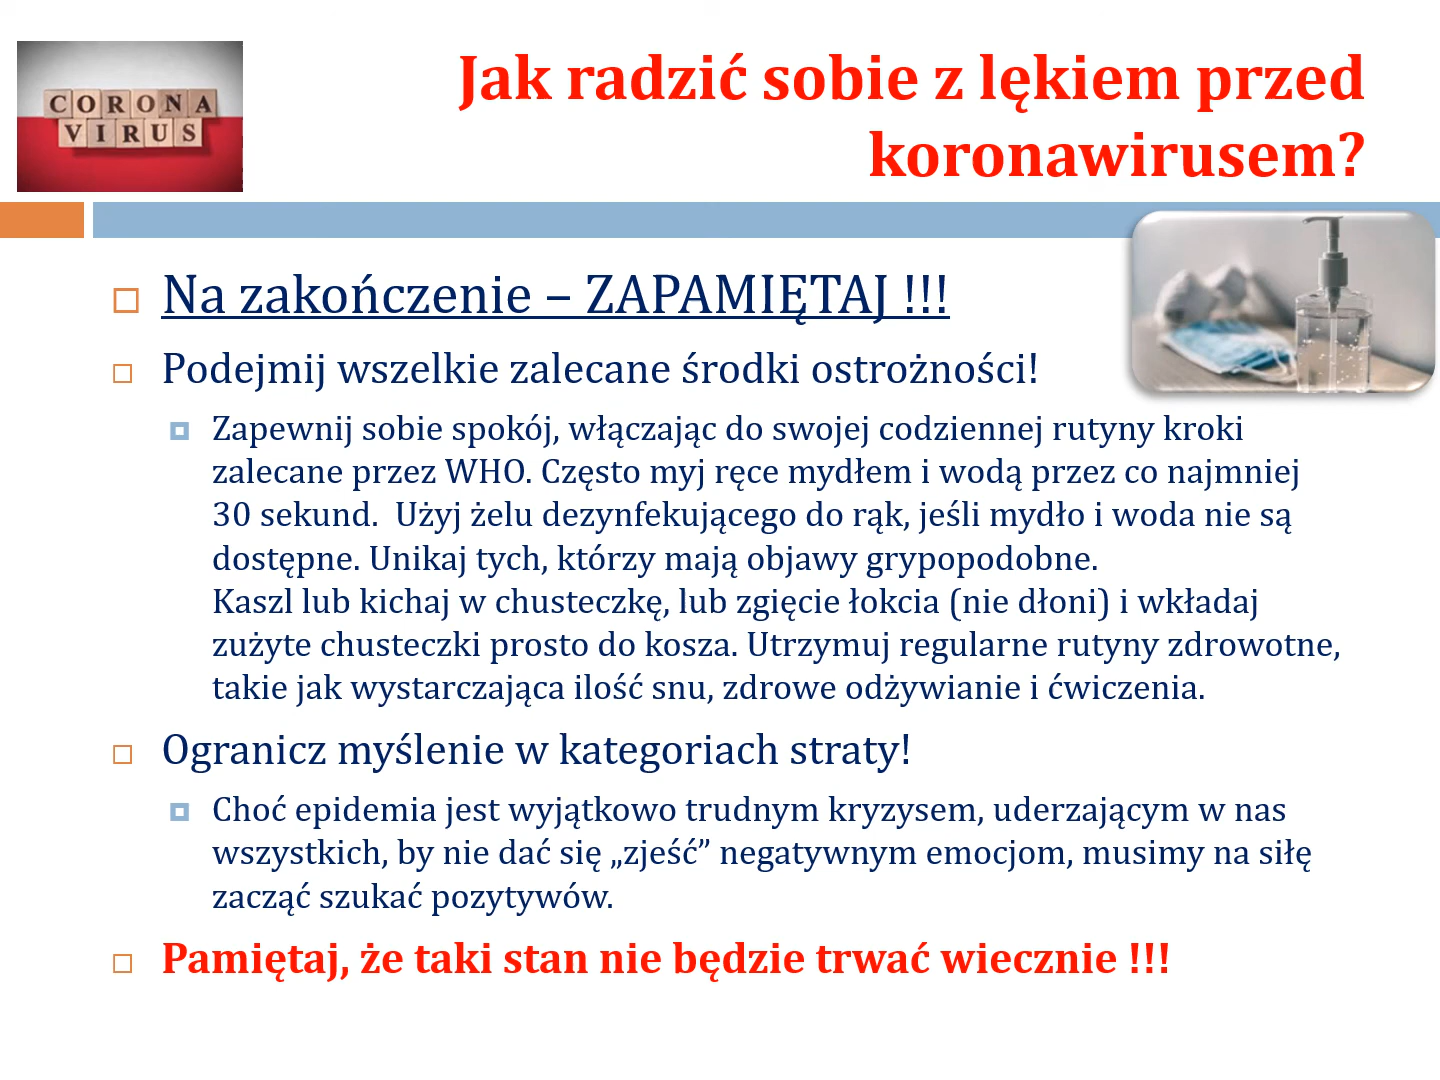 CORONA
VIRUS
Jak radzić sobie z lękiem przed
koronawirusem?
Na zakończenie – ZAPAMIĘTAJ !!!
Podejmij wszelkie zalecane środki ostrożności!
Zapewnij sobie spokój, włączając do swojej codziennej rutyny kroki
zalecane przez WHO. Często myj ręce mydłem i wodą przez co najmniej
30 sekund.  Użyj żelu dezynfekującego do rąk, jeśli mydło i woda nie są
dostępne. Unikaj tych, którzy mają objawy grypopodobne.
Kaszl lub kichaj w chusteczkę, lub zgięcie łokcia (nie dłoni) i wkładaj
zużyte chusteczki prosto do kosza. Utrzymuj regularne rutyny zdrowotne,
takie jak wystarczająca ilość snu, zdrowe odżywianie i ćwiczenia.
Ogranicz myślenie w kategoriach straty!
Choć epidemia jest wyjątkowo trudnym kryzysem, uderzającym w nas
wszystkich, by nie dać się „zjeść” negatywnym emocjom, musimy na siłę
zacząć szukać pozytywów.
Pamiętaj, że taki stan nie będzie trwać wiecznie !!!